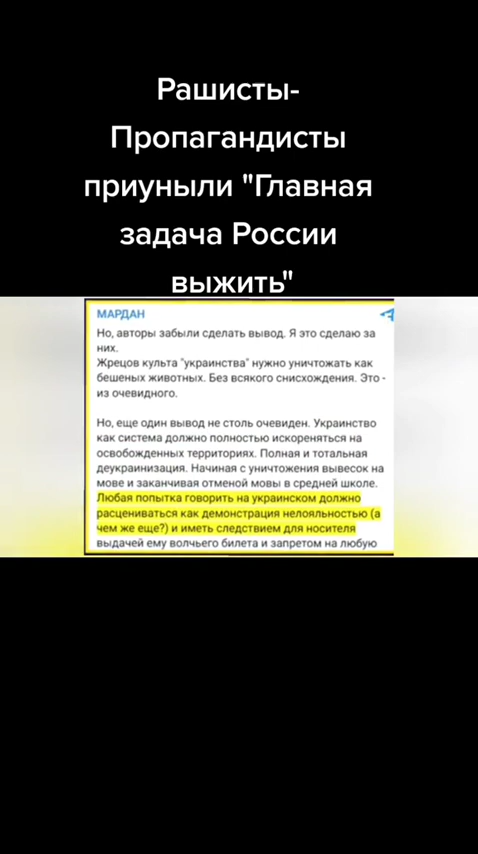 Рашисты-
Пропагандисты
приуныли "Главная
задача России
выжить"
МАРДАН
Но, авторы забыли сделать вывод. Я это сделаю за
них.
Жрецов культа "украинства" нужно уничтожать как
бешеных животных. Без всякого снисхождения. Это -
из очевидного.
Но, еще один вывод не столь очевиден. Украинство
как система должно полностью искореняться на
освобожденных территориях. Полная и тотальная
деукраинизация. Начиная с уничтожения вывесок на
мове и заканчивая отменой мовы в средней школе.
Любая попытка говорить на украинском должно
расцениваться как демонстрация нелояльностью (а
чем же еще?) и иметь следствием для носителя
выдачей ему волчьего билета и запретом на любую